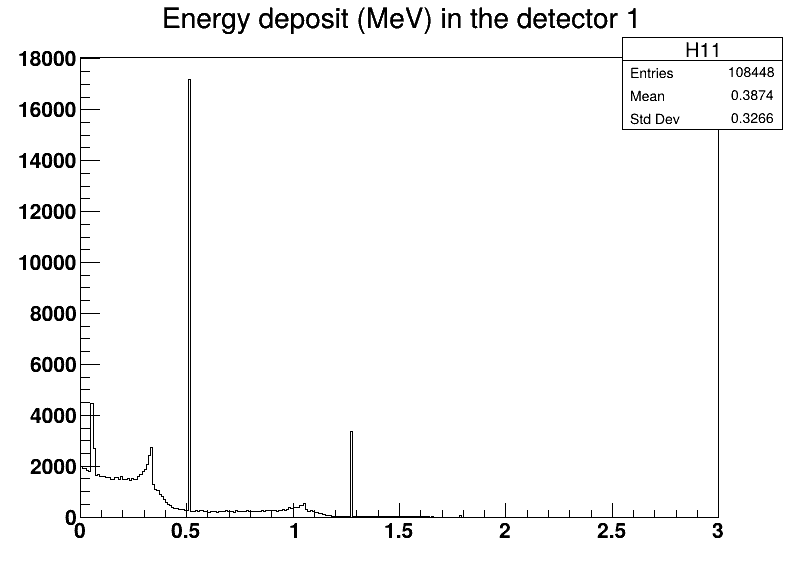 Energy deposit (MeV) in the detector 1
H11
Entries 108448
Mean 0.3874
Std Dev 0.3266
18000
16000
14000
12000
10000
8000
6000
4000
2000
0
0 0.5 1 1.5 2 2.5 3